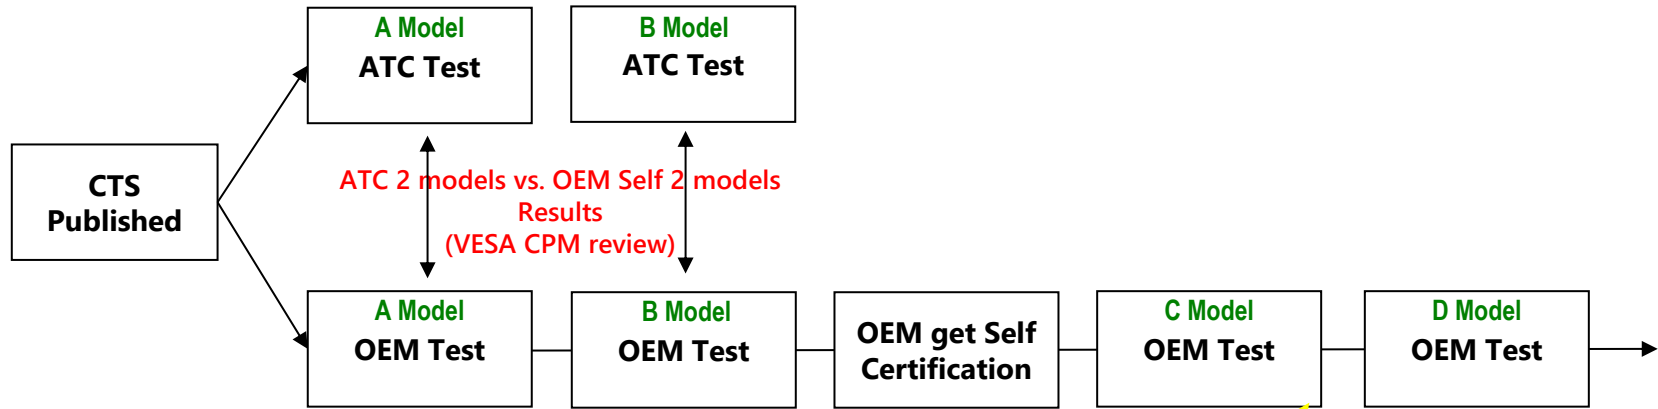 A Model
ATC Test
B Model
ATC Test
CTS
Published
ATC 2 models vs. OEM Self 2 models
Results
(VESA CPM review)
A Model
OEM Test
B Model
OEM Test
OEM get Self
Certification
C Model
OEM Test
D Model
OEM Test